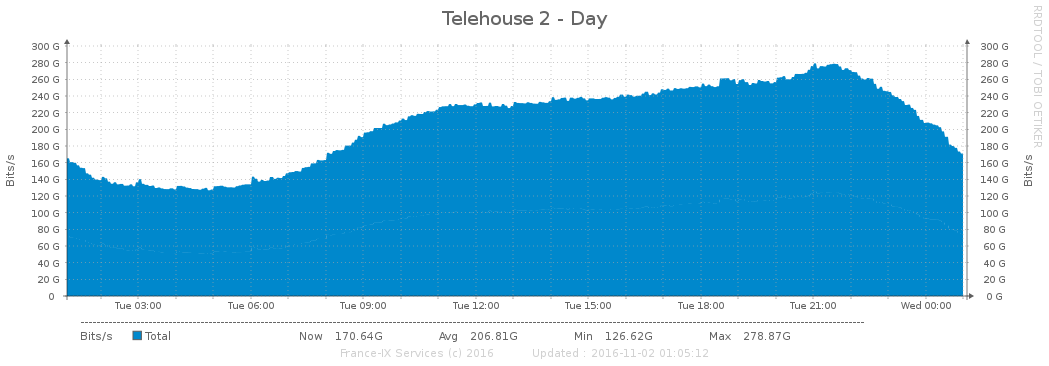 Telehouse 2 - Day
RRDTOOL / TOBI OETIKER
Bits/s
300 G 300 G
280 G 280 G
260 G 260 G
240 G 240 G
220 G 220 G
200 G 200 G
180 G 180 G
160 G 160 G
140 G 140 G
120 G 120 G
100 G 100 G
80 G 80 G
60 G 60 G
40 G 40 G
20 G 20 G
0 0 G
Bits/s
Tue 03:00 Tue 06:00 Tue 09:00 Tue 12:00 Tue 15:00 Tue 18:00 Tue 21:00 Wed 00:00
Bits/s Total Now 170.64G Avg 206.81G Min 126.62G Max 278.87G
France-IX Services (c) 2016 Updated : 2016-11-02 01:05:12